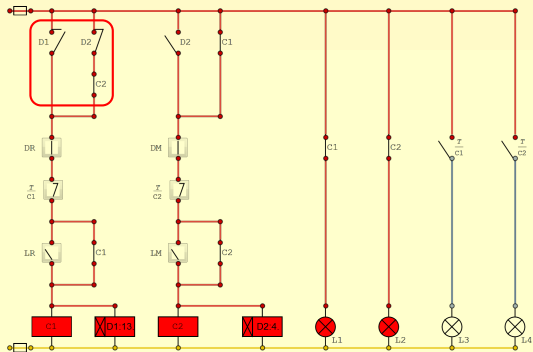 D1 D2 D2 C1
C2
DR DM C1 C2 T/C1 T/C2
T/C1 T/C2
LR C1 LM C2
C1 D1:13 C2 D2:4
L1 L2 L3 L4